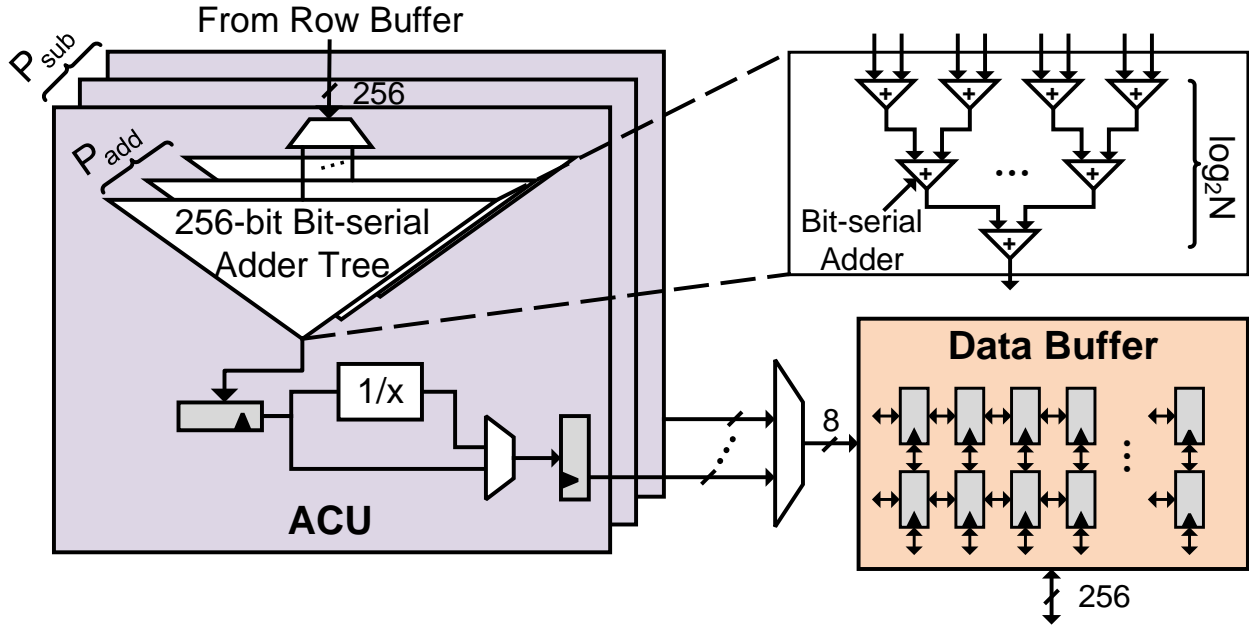 From Row Buffer
P sub
256
P add
256-bit Bit-serial
Adder Tree
1/x
ACU
+ + + +
+ ... +
+
Bit-serial
Adder
log2N
8
Data Buffer
256